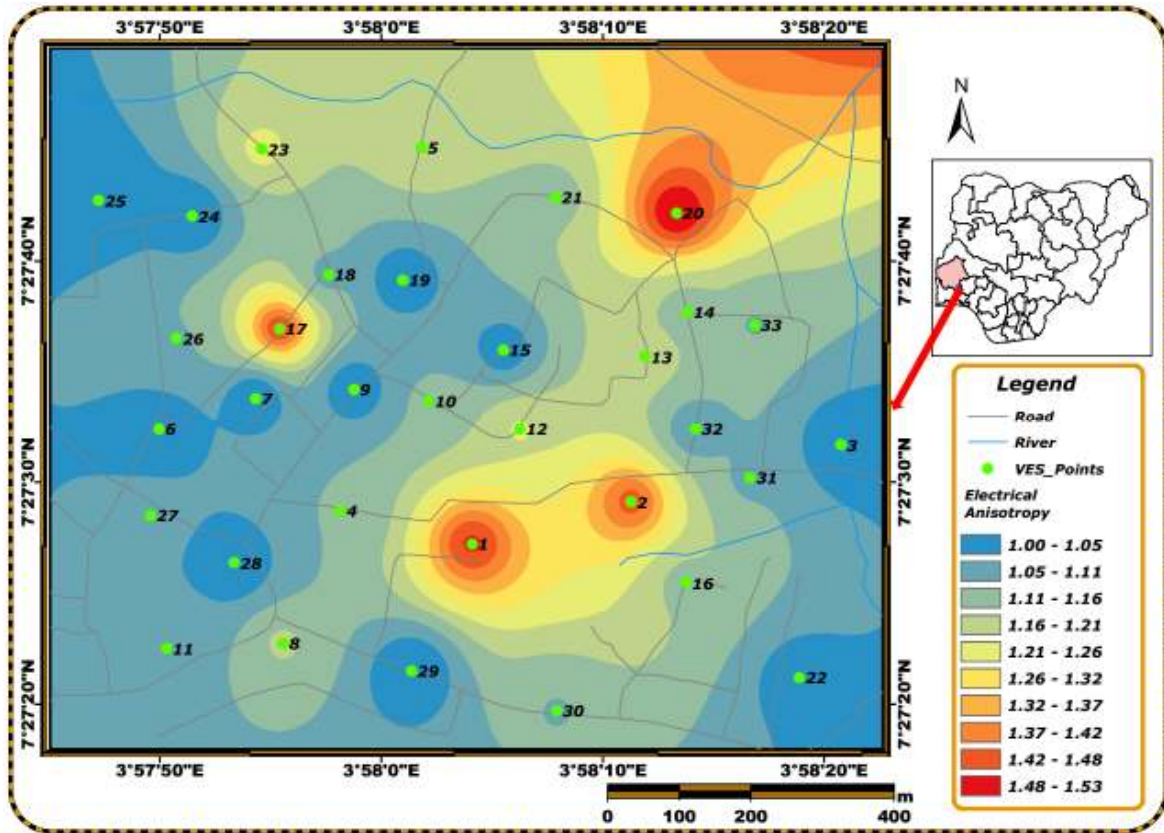 3°57'50"E 3°58'0"E 3°58'10"E 3°58'20"E
N
23
5
25
24
21
20
7°27'40"N 7°27'40"N
18
19
17
14
33
26
15
13
9
7
10
6
12
32
3
31
7°27'30"N 7°27'30"N
2
4
27
1
28
16
8
11
29
22
30
7°27'20"N 7°27'20"N
3°57'50"E 3°58'0"E 3°58'10"E 3°58'20"E
0 100 200 400 m
Legend
Road
River
VES_Points
Electrical
Anisotropy
1.00 - 1.05
1.05 - 1.11
1.11 - 1.16
1.16 - 1.21
1.21 - 1.26
1.26 - 1.32
1.32 - 1.37
1.37 - 1.42
1.42 - 1.48
1.48 - 1.53